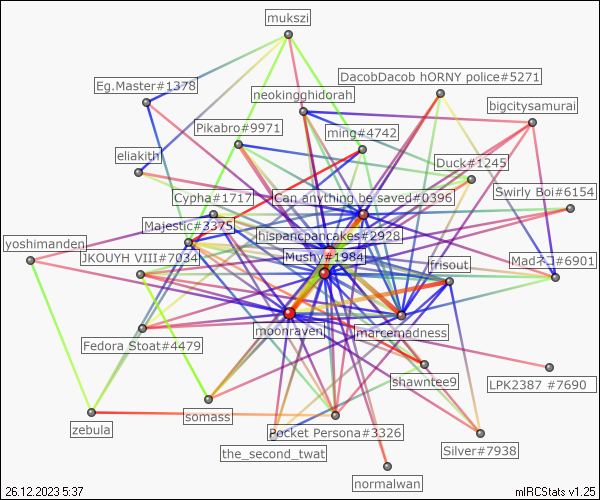 mukszi
DacobDacob hORNY police#5271
Eg.Master#1378
neokingghidorah
bigcitysamurai
Pikabro#9971
ming#4742
eliakith
Duck#1245
Cypha#1717
Can anything be saved#0396
Swirly Boi#6154
Majestic#3375
hispancpancakes#2928
yoshimanden
JKOUYH VIII#7034
Mushy#1984
frisout
Madネコ#6901
moonraven
marcemadness
Fedora Stoat#4479
shawntee9
LPK2387 #7690
somass
zebula
Pocket Persona#3326
the_second_twat
Silver#7938
normalwan
26.12.2023 5:37
mIRCStats v1.25